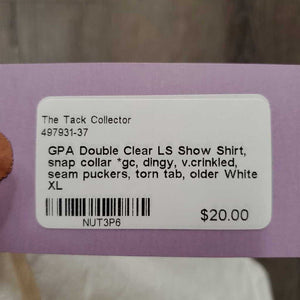 The Tack Collector
497931-37
GPA Double Clear LS Show Shirt,
snap collar *gc, dingy, v.crinkled,
seam puckers, torn tab, older White
XL
NUT3P6
$20.00